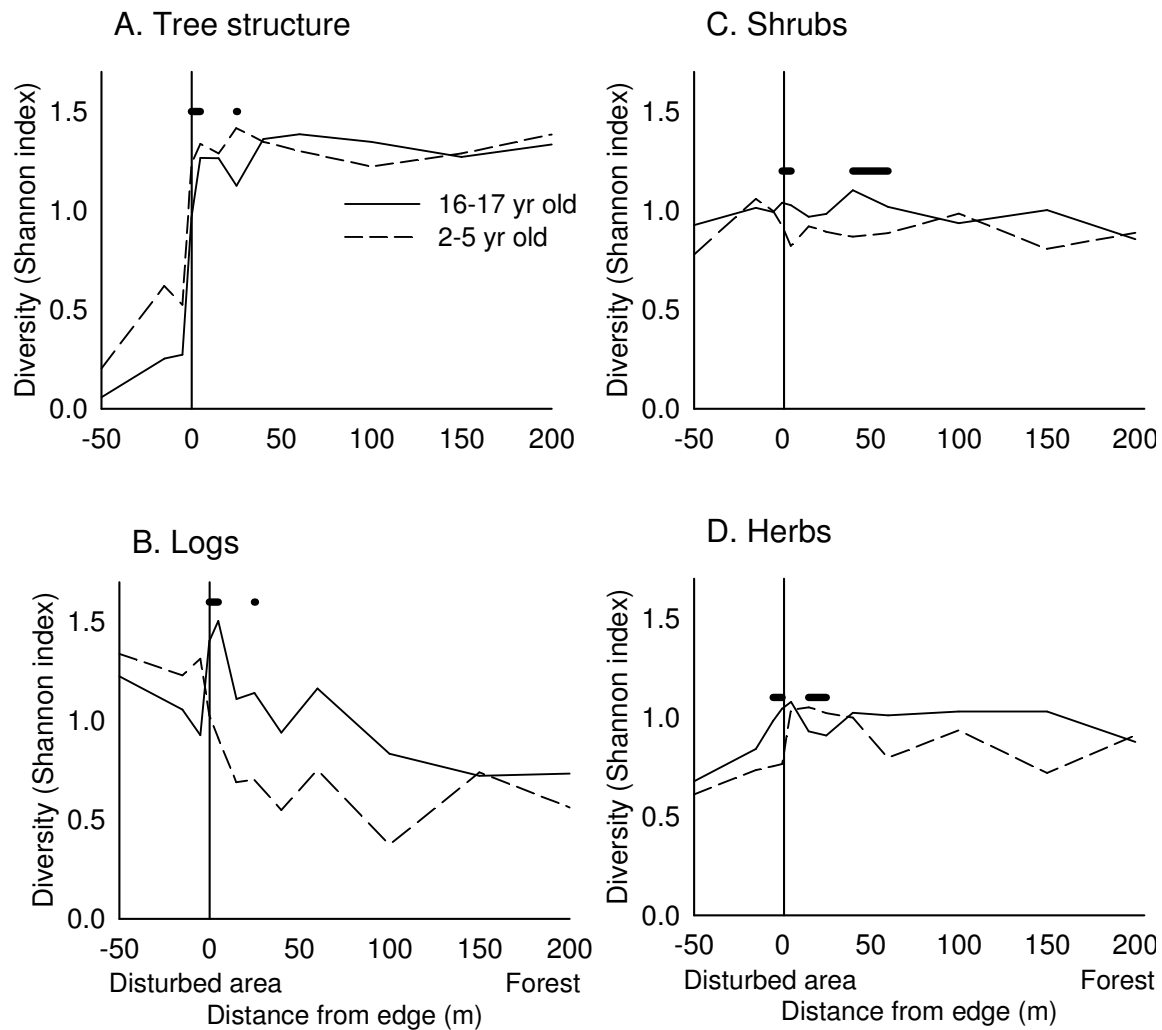 A. Tree structure
Diversity (Shannon index)
1.5
1.0
0.5
0.0
-50 0 50 100 150 200
16-17 yr old
2-5 yr old
C. Shrubs
Diversity (Shannon index)
1.5
1.0
0.5
0.0
-50 0 50 100 150 200
B. Logs
Diversity (Shannon index)
1.5
1.0
0.5
0.0
-50 0 50 100 150 200
Disturbed area Forest
Distance from edge (m)
D. Herbs
Diversity (Shannon index)
1.5
1.0
0.5
0.0
-50 0 50 100 150 200
Disturbed area Forest
Distance from edge (m)